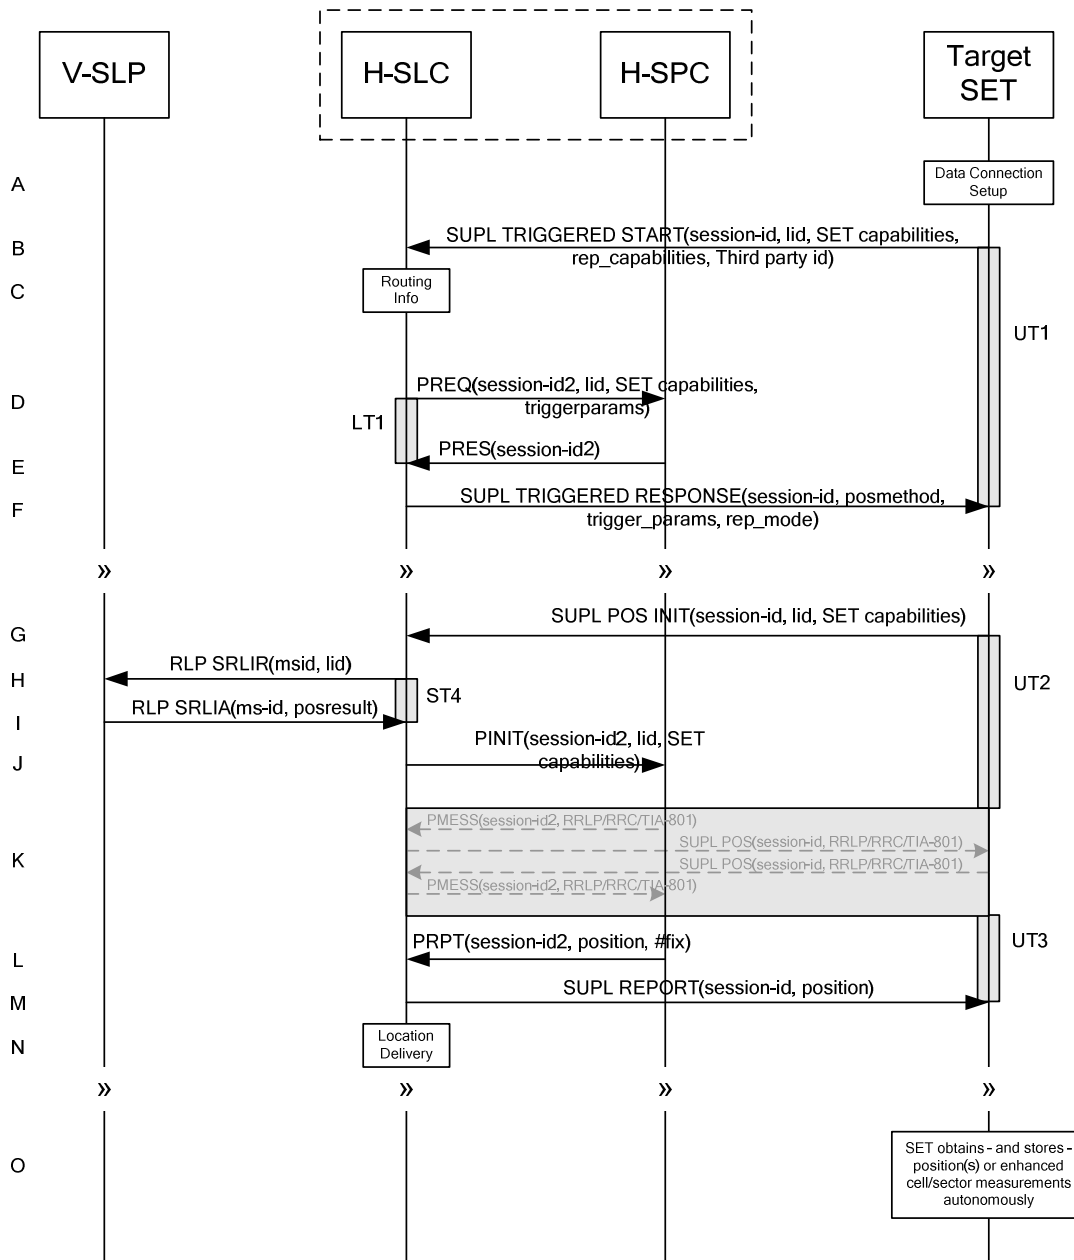 V-SLP
H-SLC
H-SPC
Target
SET
A
Data Connection
Setup
B
SUPL TRIGGERED START(session-id, lid, SET capabilities,
rep_capabilities, Third party id)
C
Routing
Info
UT1
D
PREQ(session-id2, lid, SET capabilities,
triggerparams)
LT1
E
PRES(session-id2)
F
SUPL TRIGGERED RESPONSE(session-id, posmethod,
trigger_params, rep_mode)
» » » »
G
SUPL POS INIT(session-id, lid, SET capabilities)
H
RLP SRLIR(msid, lid)
ST4
UT2
I
RLP SRLIA(ms-id, posresult)
J
PINIT(session-id2, lid, SET
capabilities)
K
PMESS(session-id2, RRLP/RRC/TIA-801)
SUPL POS(session-id, RRLP/RRC/TIA-801)
SUPL POS(session-id, RRLP/RRC/TIA-801)
PMESS(session-id2, RRLP/RRC/TIA-801)
L
PRPT(session-id2, position, #fix)
UT3
M
SUPL REPORT(session-id, position)
N
Location
Delivery
» » » »
O
SET obtains - and stores -
position(s) or enhanced
cell/sector measurements
autonomously